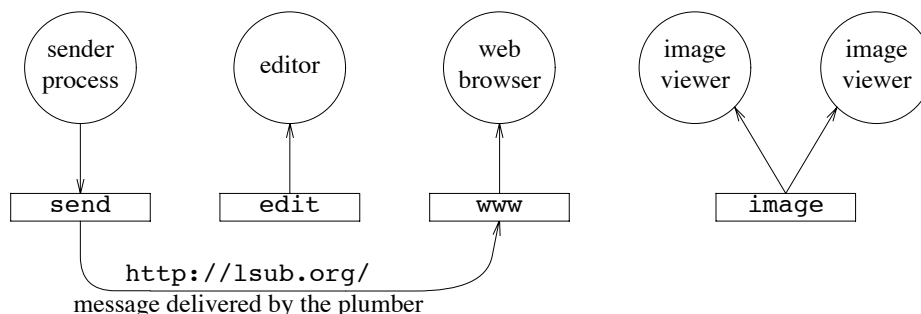 sender
process
editor
web
browser
image
viewer
image
viewer
send
edit
www
image
http://lsub.org/
message delivered by the plumber